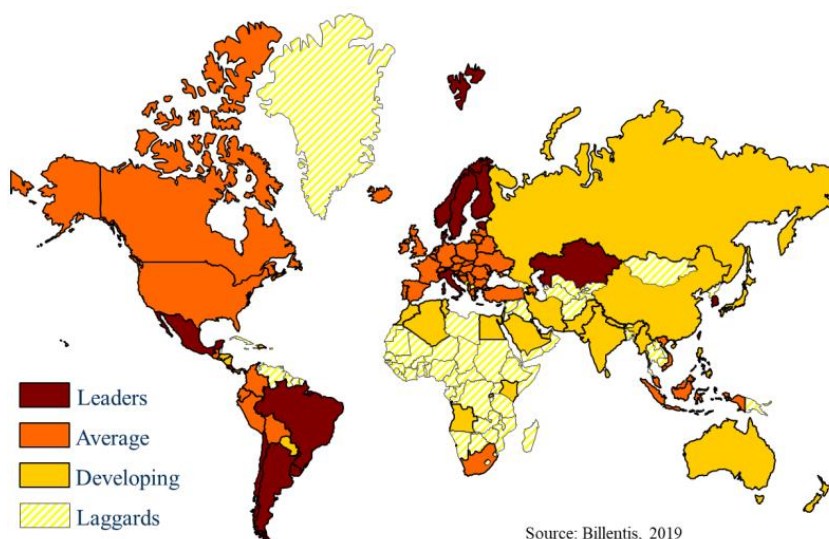 Leaders
Average
Developing
Laggards
Source: Billentis, 2019